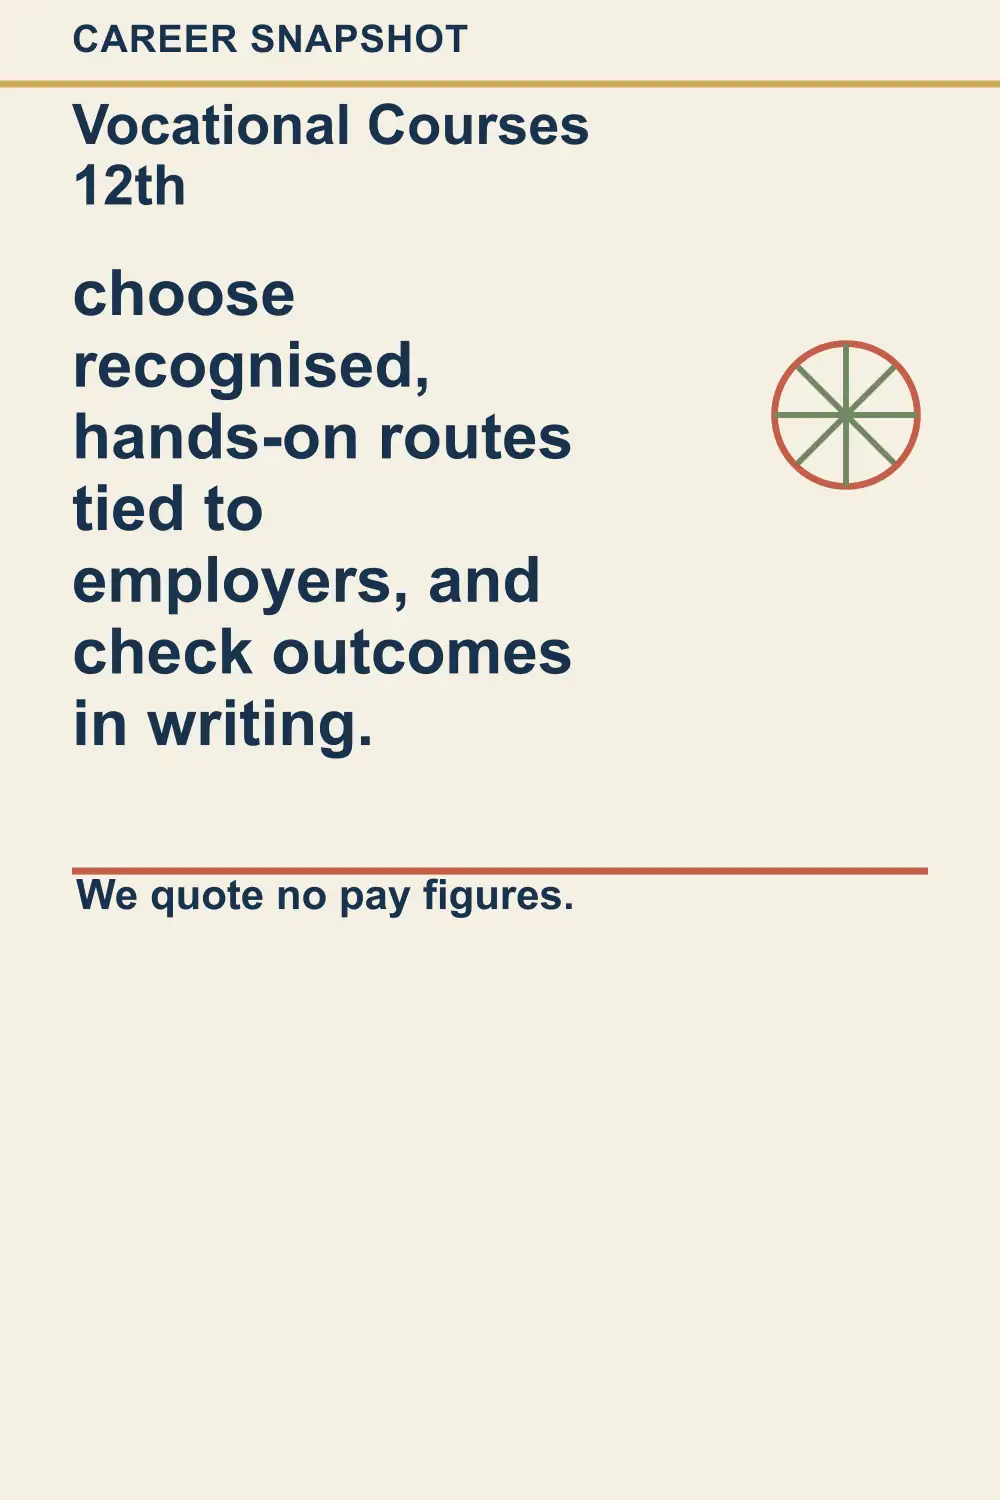 CAREER SNAPSHOT
Vocational Courses
12th
choose
recognised,
hands-on routes
tied to
employers, and
check outcomes
in writing.
We quote no pay figures.